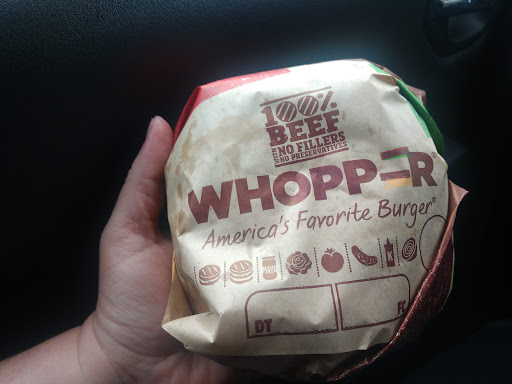 100%
BEEF
WITH NO FILLERS
NO PRESERVATIVES
WHOPPER
America's Favorite Burger®
MAYO
K
DT